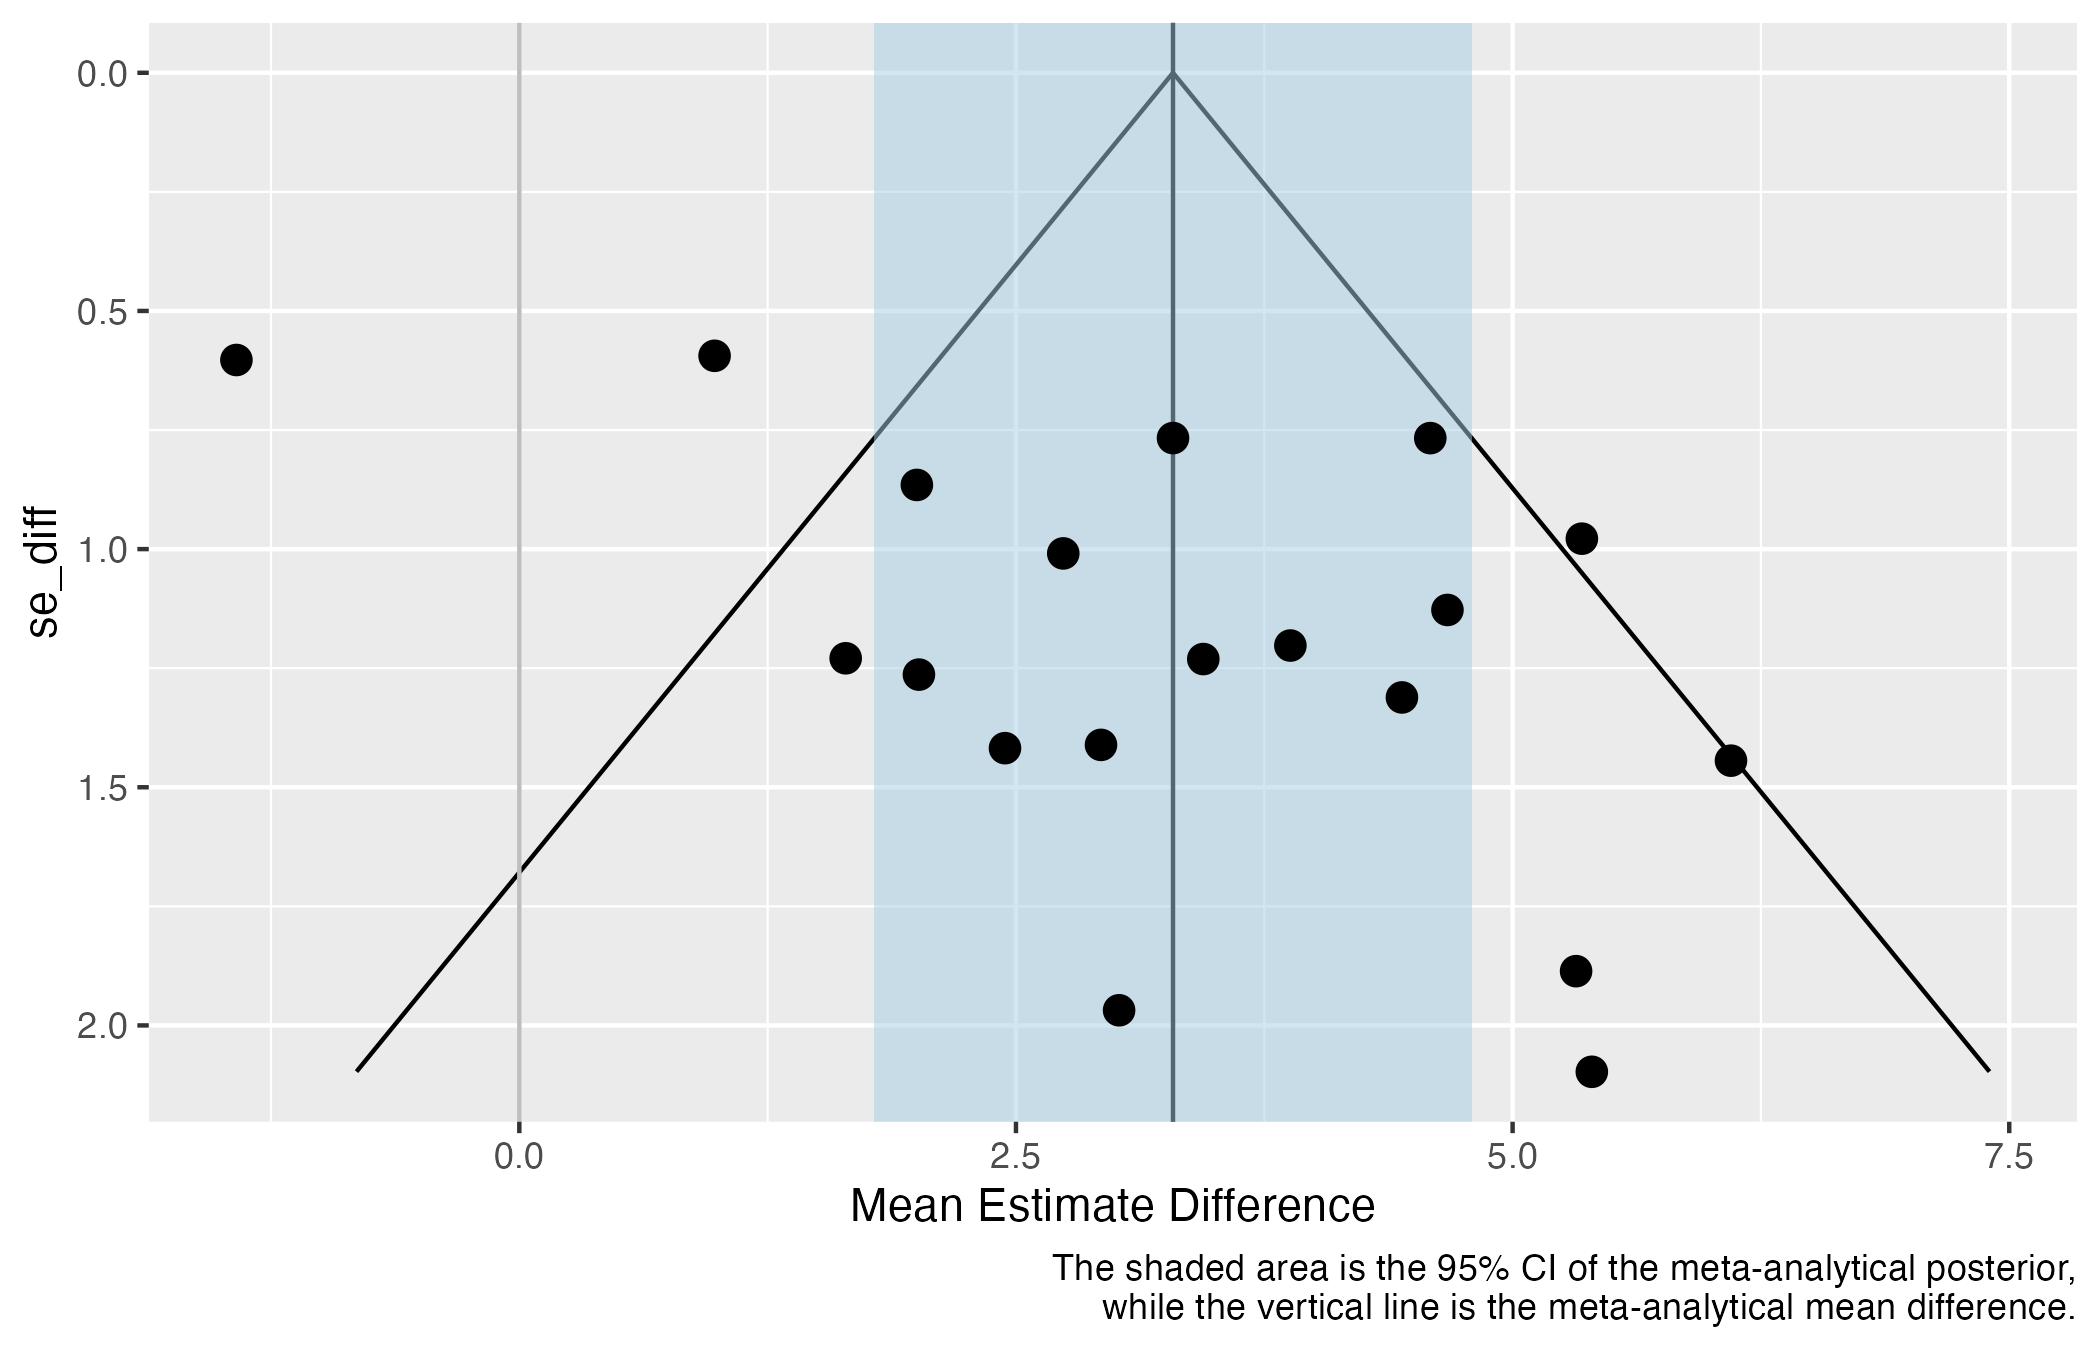 0.0
0.5
1.0
1.5
2.0
se_diff
0.0 2.5 5.0 7.5
Mean Estimate Difference
The shaded area is the 95% CI of the meta-analytical posterior,
while the vertical line is the meta-analytical mean difference.